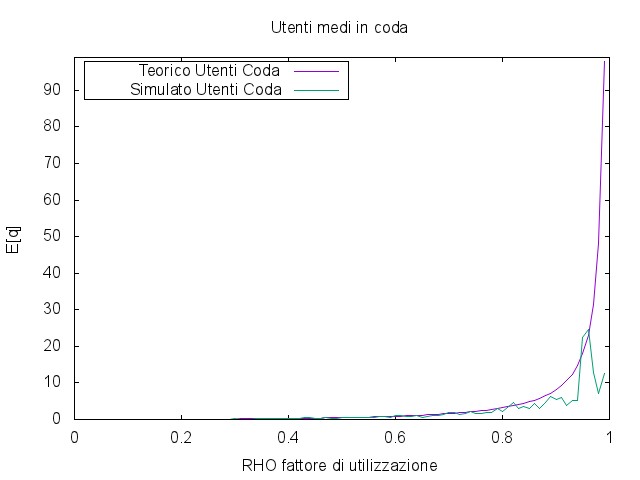 Utenti medi in coda
Teorico Utenti Coda
Simulato Utenti Coda
E[q]
90
80
70
60
50
40
30
20
10
0
0 0.2 0.4 0.6 0.8 1
RHO fattore di utilizzazione